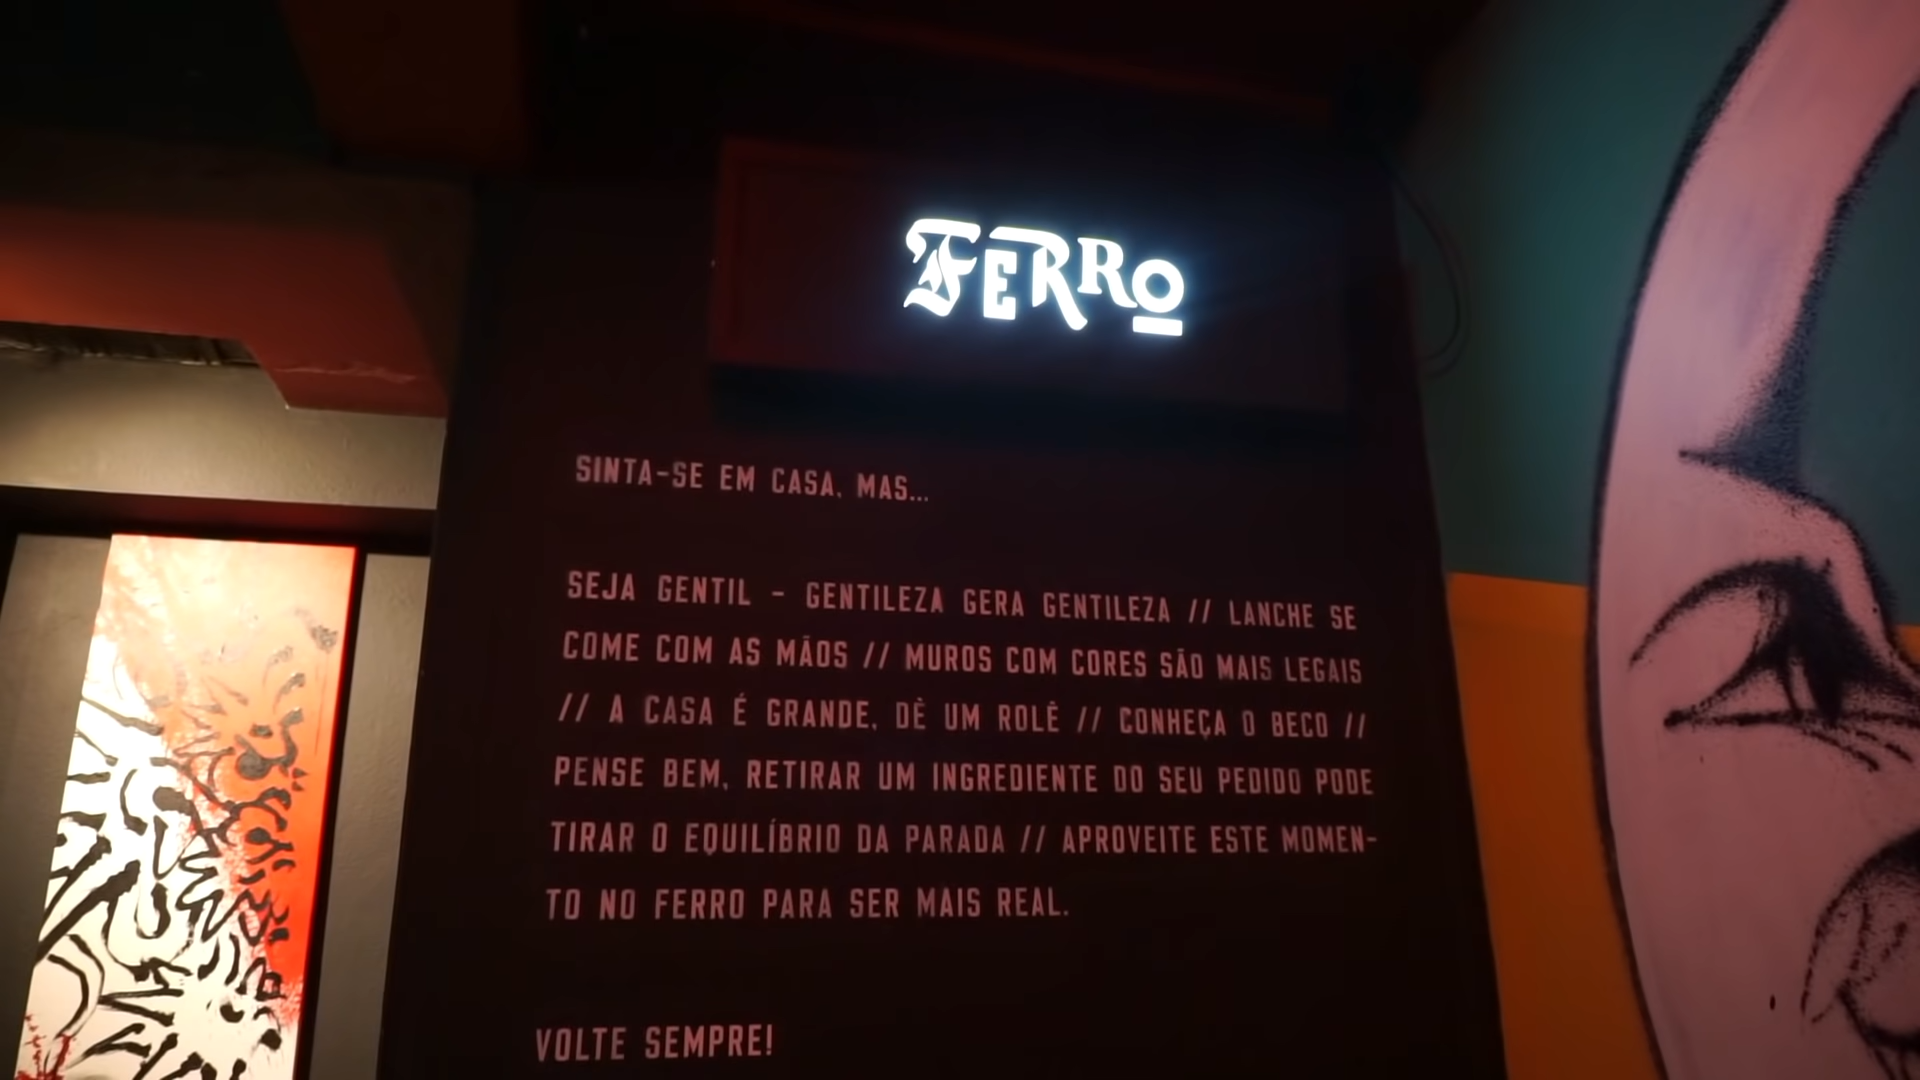 FERRO
SINTA-SE EM CASA, MAS...
SEJA GENTIL - GENTILEZA GERA GENTILEZA // LANCHE SE
COME COM AS MÃOS // MUROS COM CORES SÃO MAIS LEGAIS
// A CASA É GRANDE, DÊ UM ROLÊ // CONHEÇA O BECO //
PENSE BEM, RETIRAR UM INGREDIENTE DO SEU PEDIDO PODE
TIRAR O EQUILÍBRIO DA PARADA // APROVEITE ESTE MOMEN-
TO NO FERRO PARA SER MAIS REAL.
VOLTE SEMPRE!